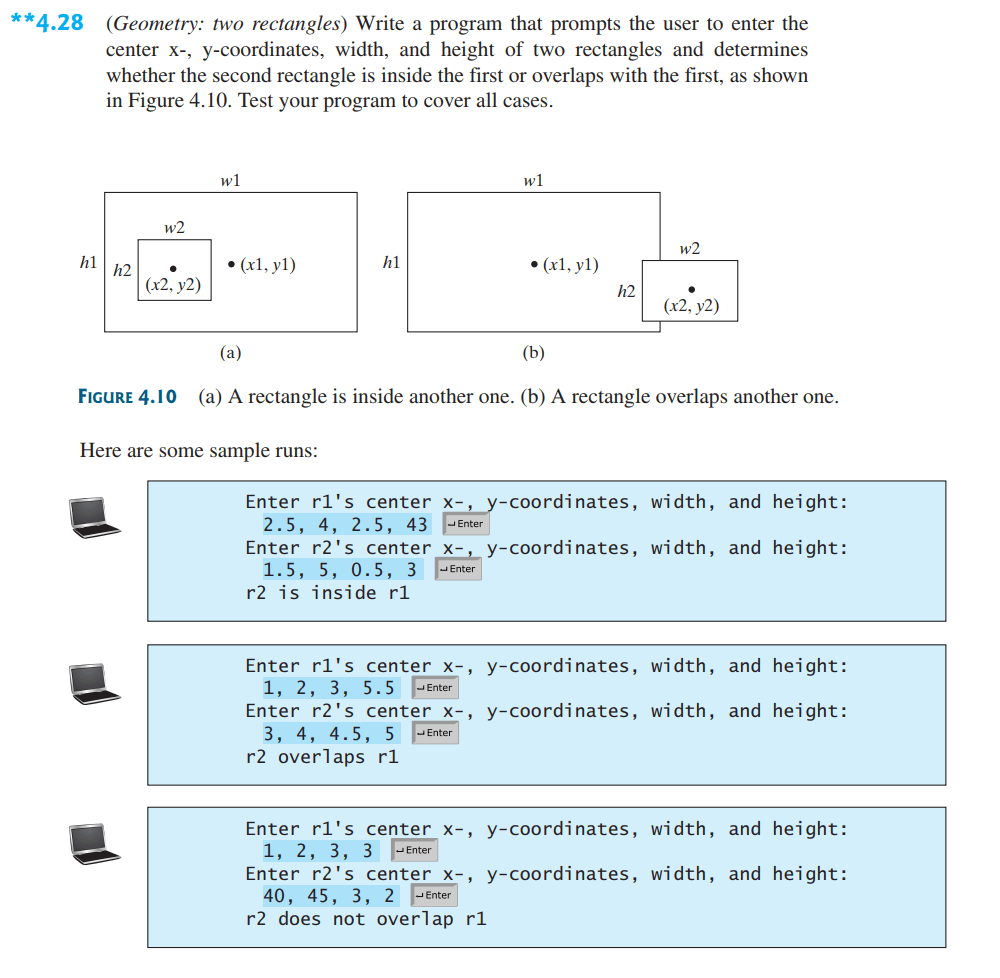 **4.28 (Geometry: two rectangles) Write a program that prompts the user to enter the
center x-, y-coordinates, width, and height of two rectangles and determines
whether the second rectangle is inside the first or overlaps with the first, as shown
in Figure 4.10. Test your program to cover all cases.
w1
w2
h1
h2
(x2, y2)
(x1, y1)
(a)
w1
h1
(x1, y1)
w2
h2
(x2, y2)
(b)
FIGURE 4.10 (a) A rectangle is inside another one. (b) A rectangle overlaps another one.
Here are some sample runs:
Enter r1's center x-, y-coordinates, width, and height:
2.5, 4, 2.5, 43 Enter
Enter r2's center x-, y-coordinates, width, and height:
1.5, 5, 0.5, 3 Enter
r2 is inside r1
Enter r1's center x-, y-coordinates, width, and height:
1, 2, 3, 5.5 Enter
Enter r2's center x-, y-coordinates, width, and height:
3, 4, 4.5, 5 Enter
r2 overlaps r1
Enter r1's center x-, y-coordinates, width, and height:
1, 2, 3, 3 Enter
Enter r2's center x-, y-coordinates, width, and height:
40, 45, 3, 2 Enter
r2 does not overlap r1